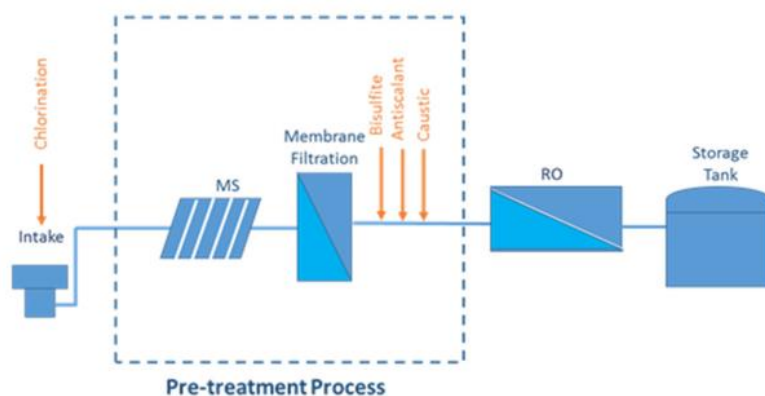 Chlorination
Intake
MS
Membrane
Filtration
Bisulfite
Antiscalant
Caustic
RO
Storage
Tank
Pre-treatment Process